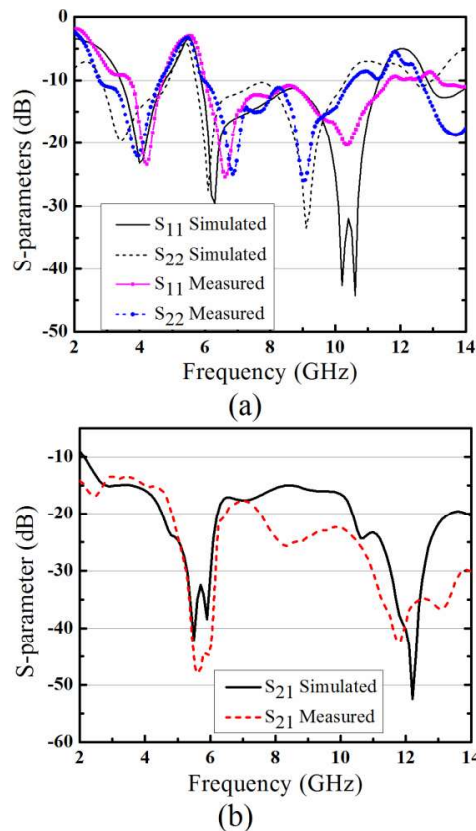 0
-10
-20
-30
-40
-50
S-parameters (dB)
S11 Simulated
S22 Simulated
S11 Measured
S22 Measured
2 4 6 8 10 12 14
Frequency (GHz)
(a)
-10
-20
-30
-40
-50
-60
S-parameter (dB)
S21 Simulated
S21 Measured
2 4 6 8 10 12 14
Frequency (GHz)
(b)